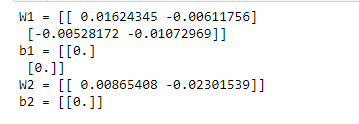 W1 = [[ 0.01624345 -0.00611756]
 [-0.00528172 -0.01072969]]
b1 = [[0.]
 [0.]]
W2 = [[ 0.00865408 -0.02301539]]
b2 = [[0.]]